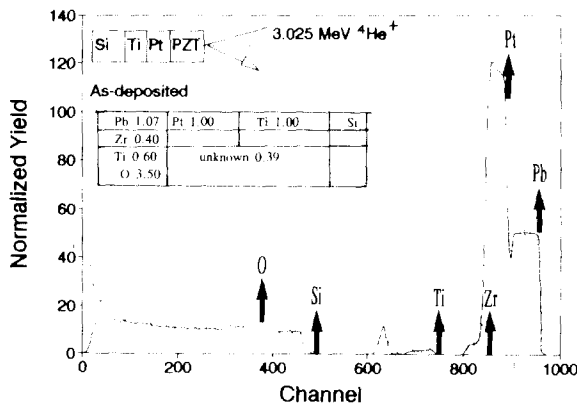 140
120
100
80
60
40
20
0
Normalized Yield
Si Ti Pt PZT
3.025 MeV ⁴He⁺
As-deposited
Pb 1.07 Pt 1.00 Ti 1.00 Si
Zr 0.40
Ti 0.60 unknown 0.39
O 3.50
O
Si
Ti
Zr
Pt
Pb
0 200 400 600 800 1000
Channel